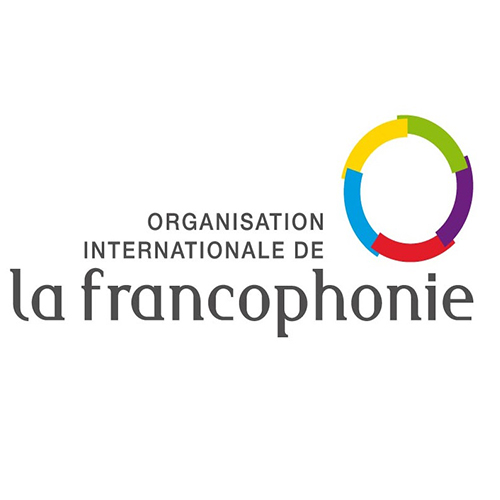 ORGANISATION
INTERNATIONALE DE
la francophonie